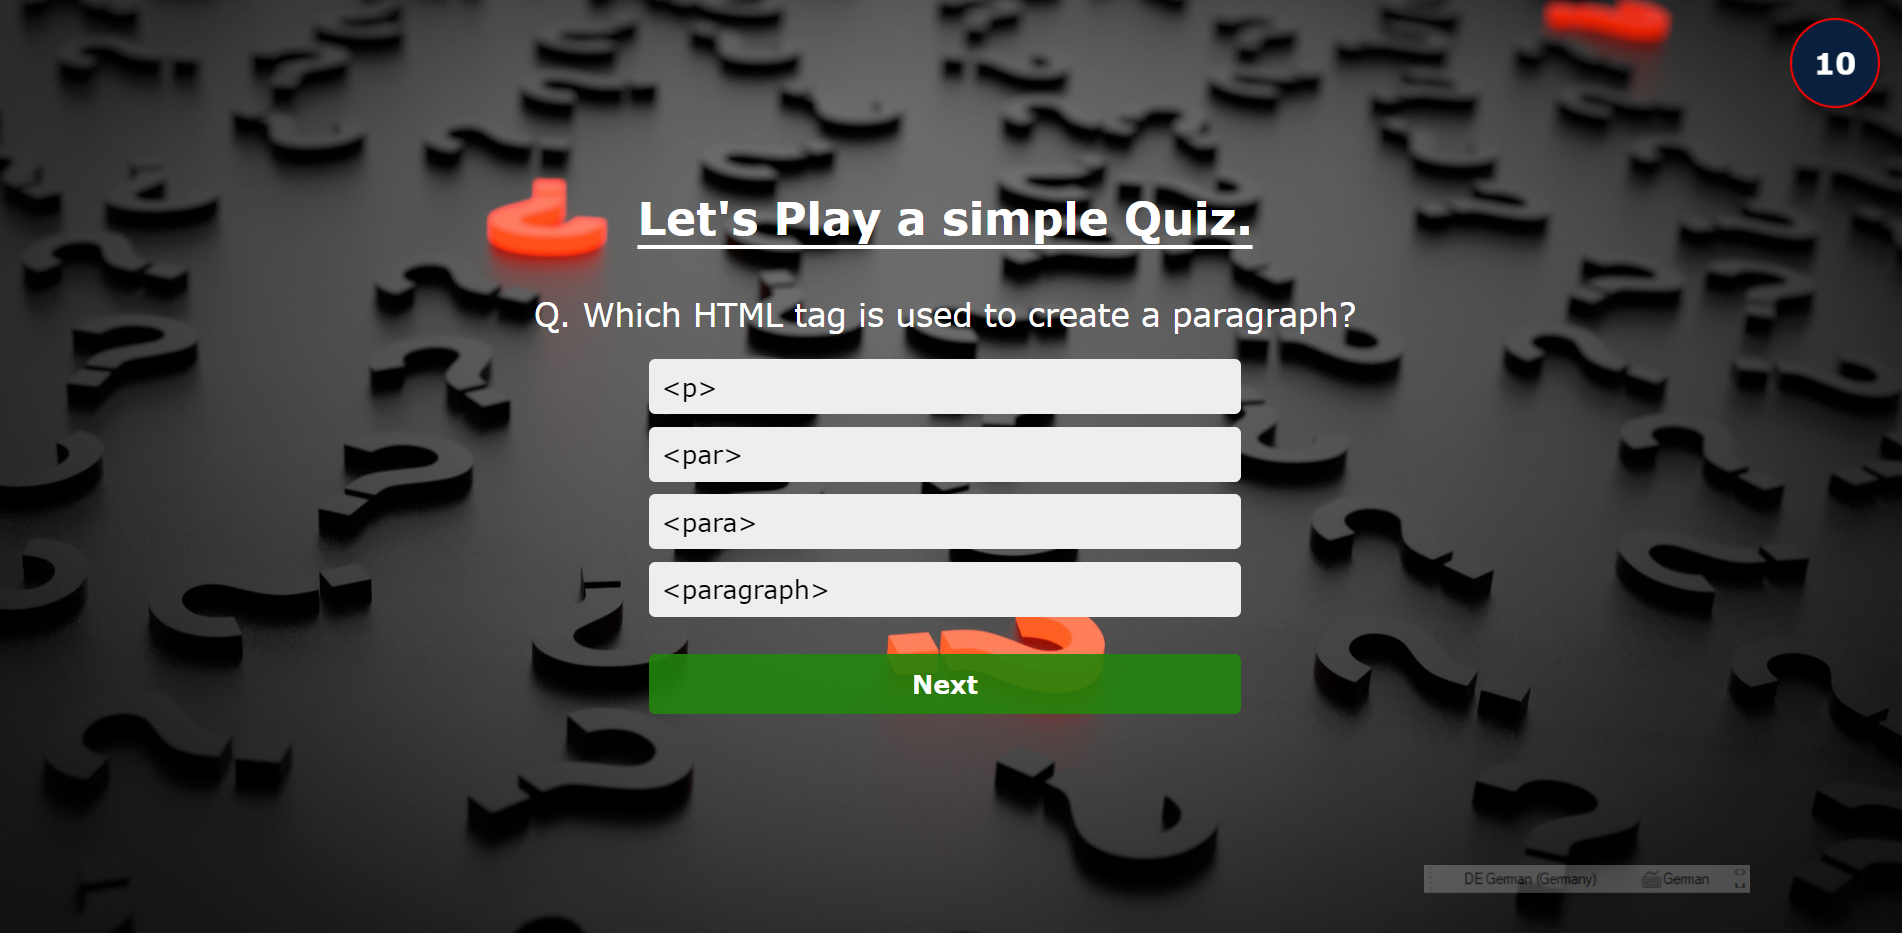 10
Let's Play a simple Quiz.
Q. Which HTML tag is used to create a paragraph?
<p>
<par>
<para>
<paragraph>
Next
DE German (Germany) German